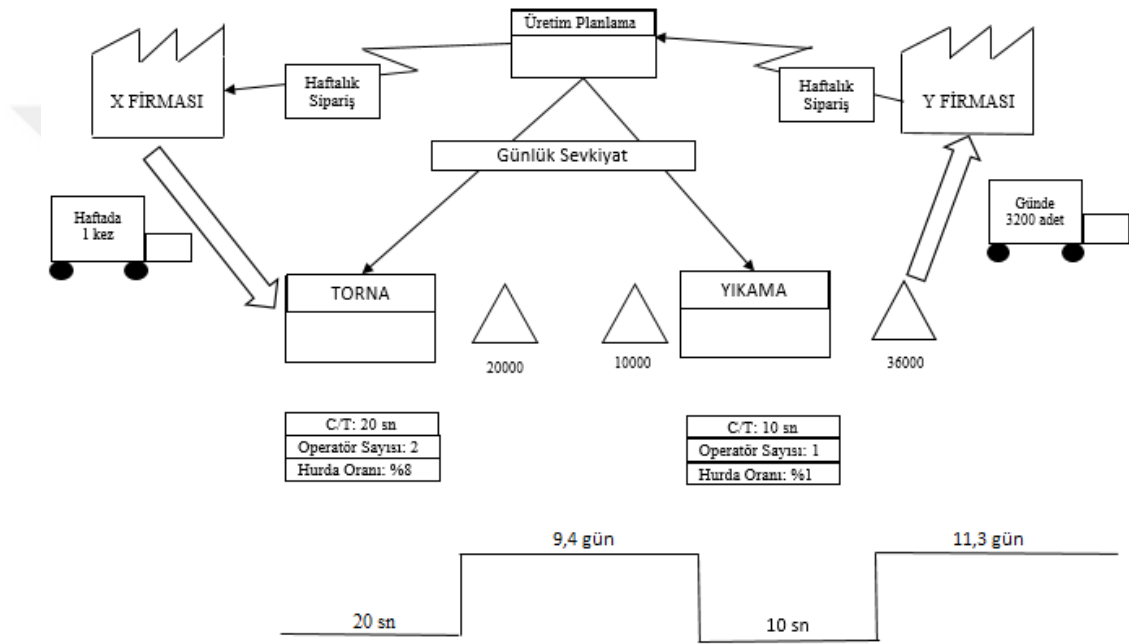 Üretim Planlama
X FİRMASI
Haftalık
Sipariş
Haftalık
Sipariş
Y FİRMASI
Günlük Sevkiyat
Haftada
1 kez
Günde
3200 adet
TORNA
YIKAMA
20000
10000
36000
C/T: 20 sn
Operatör Sayısı: 2
Hurda Oranı: %8
C/T: 10 sn
Operatör Sayısı: 1
Hurda Oranı: %1
9,4 gün
11,3 gün
20 sn
10 sn